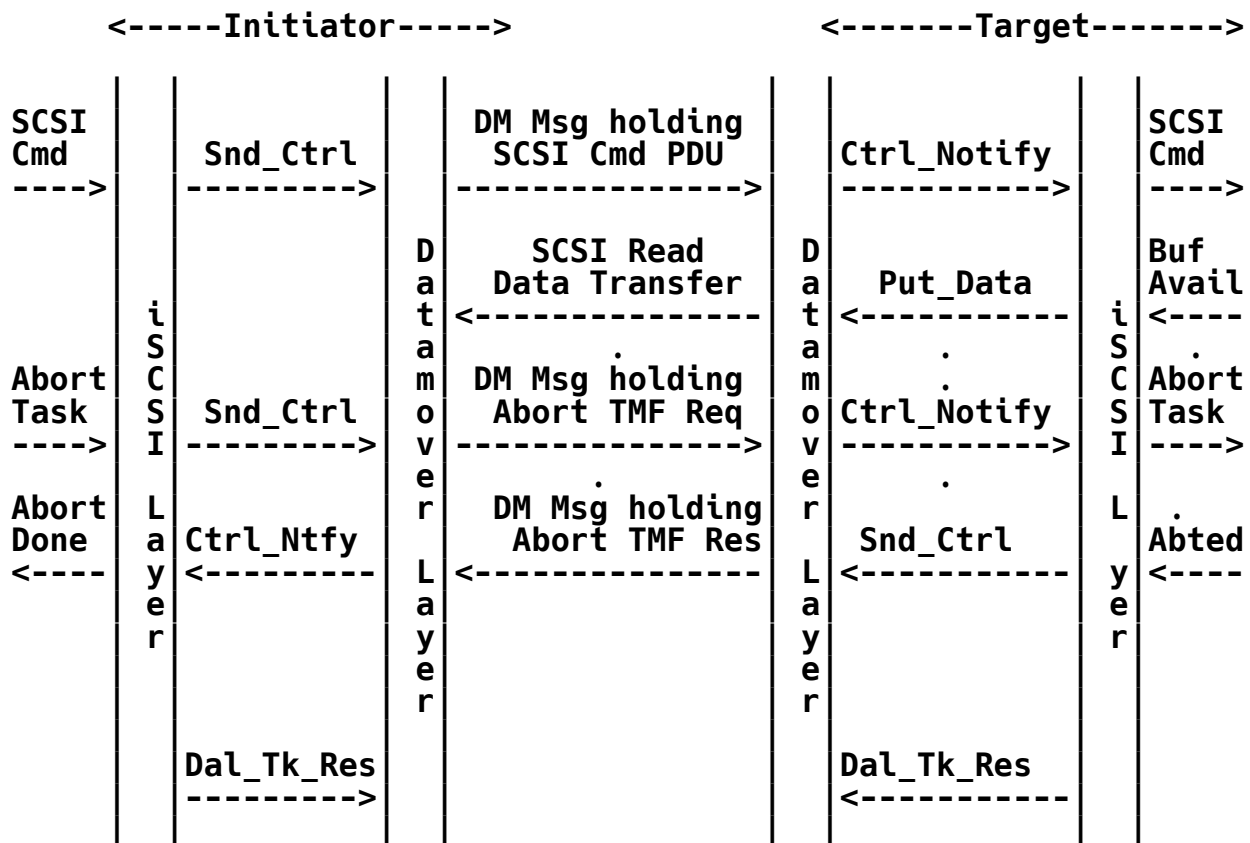 <-----Initiator----->                <-------Target------->
     |  |          |  |                |  |            |  |
SCSI |  |          |  | DM Msg holding |  |            |  |SCSI
Cmd  |  | Snd_Ctrl |  |  SCSI Cmd PDU  |  |Ctrl_Notify |  |Cmd
---->|  |--------->|  |--------------->|  |----------->|  |---->
     |  |          |  |                |  |            |  |
     |  |          |D |   SCSI Read    |D |            |  |Buf
     |  |          |a | Data Transfer  |a | Put_Data   |  |Avail
     |i |          |t |<---------------|t |<-----------|i |<----
     |S |          |a |       .        |a |     .      |S |  .
Abort|C |          |m | DM Msg holding |m |     .      |C |Abort
Task |S | Snd_Ctrl |o |  Abort TMF Req |o |Ctrl_Notify |S |Task
---->|I |--------->|v |--------------->|v |----------->|I |---->
     |  |          |e |      .         |e |     .      |  |
Abort|L |          |r | DM Msg holding |r |            |L | .
Done |a |Ctrl_Ntfy |  |  Abort TMF Res |  | Snd_Ctrl   |  |Abted
<----|y |<---------|L |<---------------|L |<-----------|y |<----
     |e |          |a |                |a |            |e |
     |r |          |y |                |y |            |r |
     |  |          |e |                |e |            |  |
     |  |          |r |                |r |            |  |
     |  |          |  |                |  |            |  |
     |  |Dal_Tk_Res|  |                |  |Dal_Tk_Res  |  |
     |  |--------->|  |                |  |<-----------|  |
     |  |          |  |                |  |            |  |